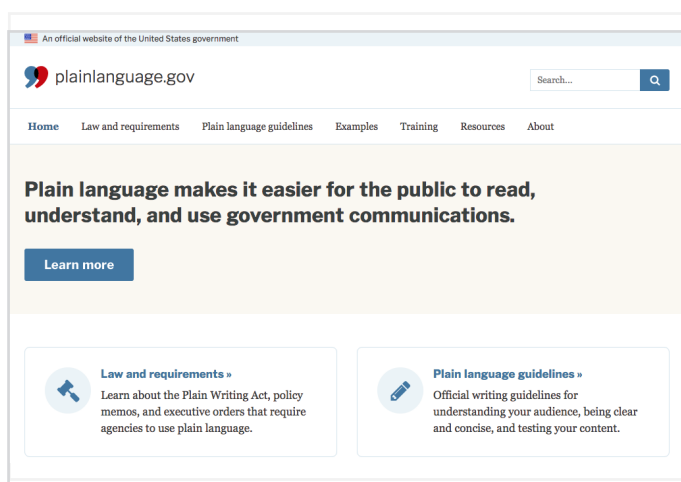 An official website of the United States government
plainlanguage.gov
Search...
Home Law and requirements Plain language guidelines Examples Training Resources About
Plain language makes it easier for the public to read,
understand, and use government communications.
Learn more
Law and requirements »
Learn about the Plain Writing Act, policy
memos, and executive orders that require
agencies to use plain language.
Plain language guidelines »
Official writing guidelines for
understanding your audience, being clear
and concise, and testing your content.